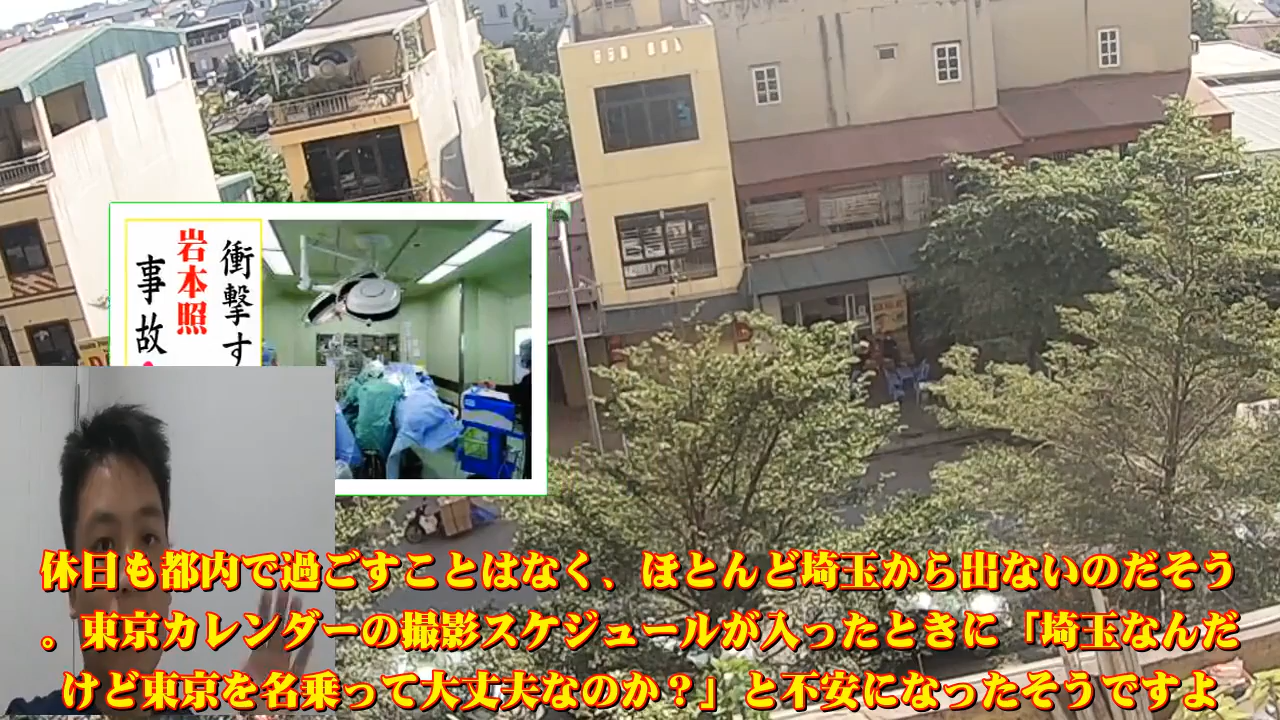 衝撃す
岩本照
事故
休日も都内で過ごすことはなく、ほとんど埼玉から出ないのだそう
。東京カレンダーの撮影スケジュールが入ったときに「埼玉なんだ
けど東京を名乗って大丈夫なのか？」と不安になったそうですよ